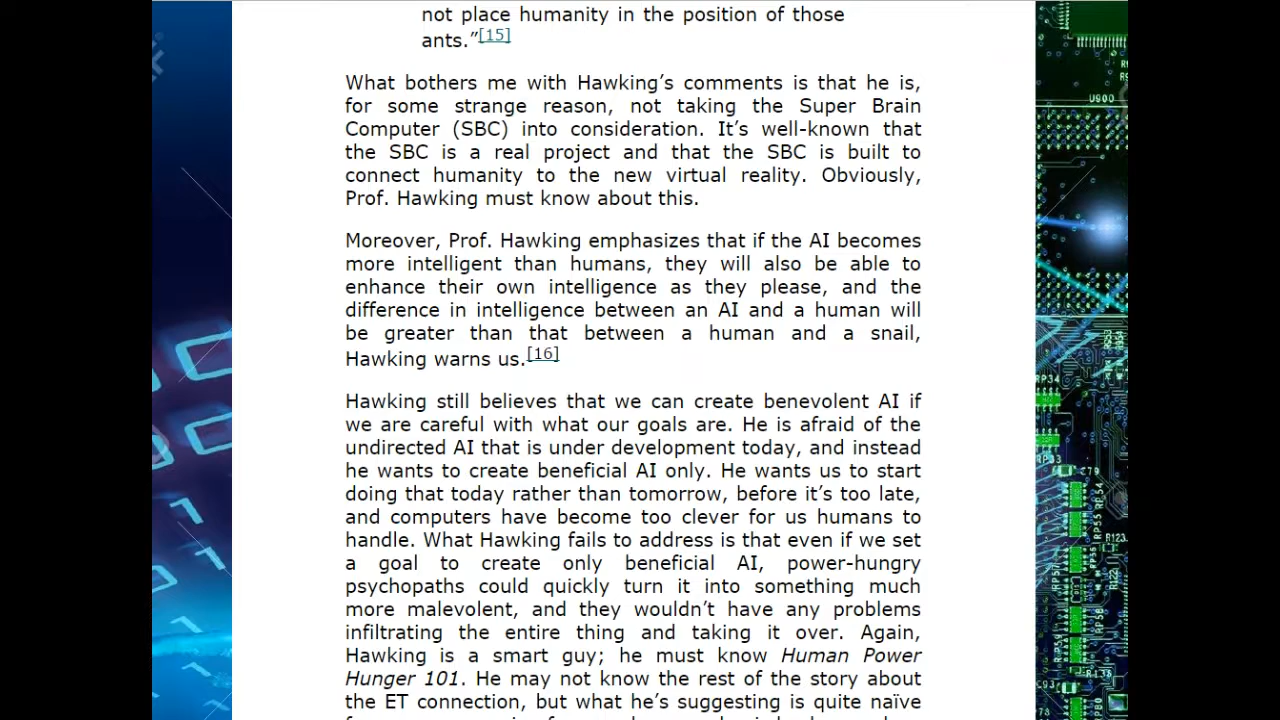 not place humanity in the position of those
ants.”[15]
What bothers me with Hawking’s comments is that he is,
for some strange reason, not taking the Super Brain
Computer (SBC) into consideration. It’s well-known that
the SBC is a real project and that the SBC is built to
connect humanity to the new virtual reality. Obviously,
Prof. Hawking must know about this.
Moreover, Prof. Hawking emphasizes that if the AI becomes
more intelligent than humans, they will also be able to
enhance their own intelligence as they please, and the
difference in intelligence between an AI and a human will
be greater than that between a human and a snail,
Hawking warns us.[16]
Hawking still believes that we can create benevolent AI if
we are careful with what our goals are. He is afraid of the
undirected AI that is under development today, and instead
he wants to create beneficial AI only. He wants us to start
doing that today rather than tomorrow, before it’s too late,
and computers have become too clever for us humans to
handle. What Hawking fails to address is that even if we set
a goal to create only beneficial AI, power-hungry
psychopaths could quickly turn it into something much
more malevolent, and they wouldn’t have any problems
infiltrating the entire thing and taking it over. Again,
Hawking is a smart guy; he must know Human Power
Hunger 101. He may not know the rest of the story about
the ET connection, but what he’s suggesting is quite naïve
U900
RP34
RP33
C79
RP54
RP55
R123
C93
RP80